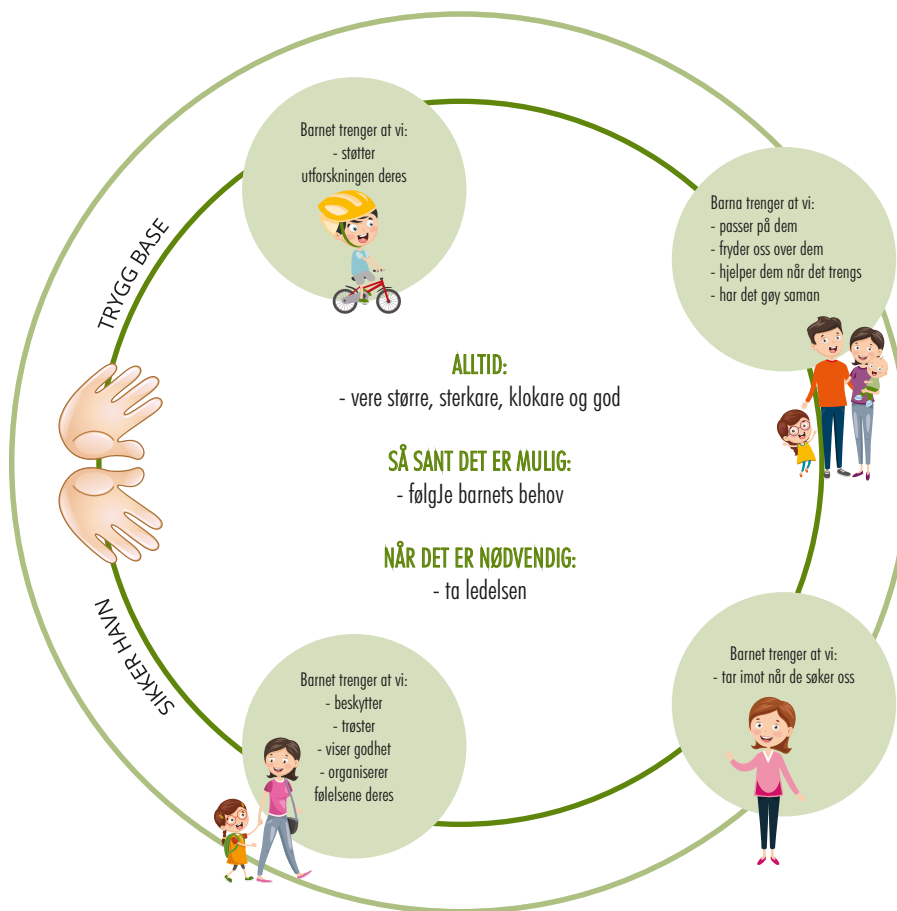 Barnet trenger at vi:
- støtter
utforskningen deres
Barna trenger at vi:
- passer på dem
- fryder oss over dem
- hjelper dem når det trengs
- har det gøy saman
TRYGG BASE
ALLTID:
- vere større, sterkare, klokare og god
SÅ SANT DET ER MULIG:
- følgJe barnets behov
NÅR DET ER NØDVENDIG:
- ta ledelsen
SIKKER HAVN
Barnet trenger at vi:
- beskytter
- trøster
- viser godhet
- organiserer
følelsene deres
Barnet trenger at vi:
- tar imot når de søker oss